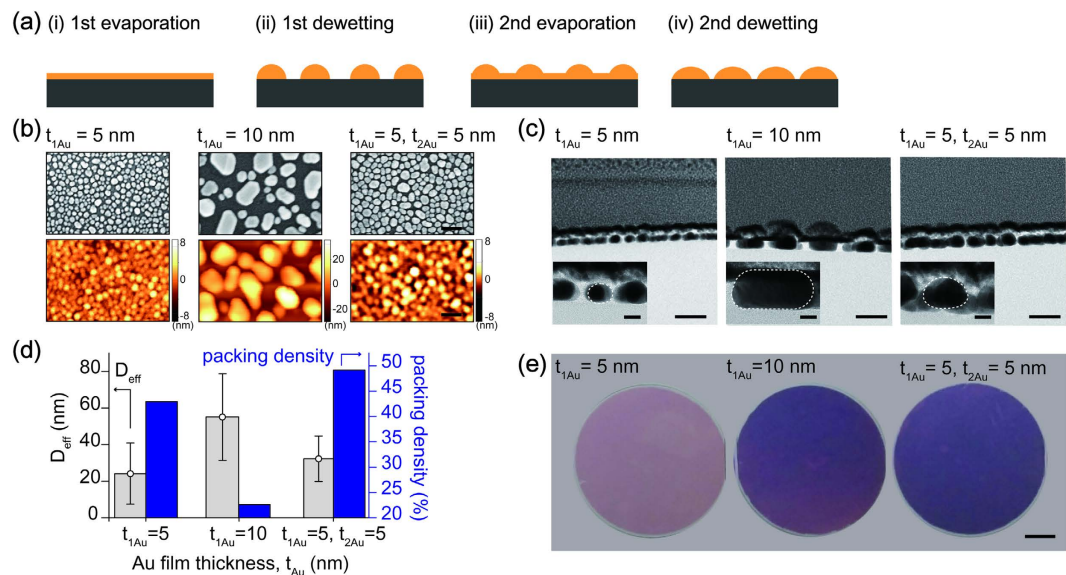 (a) (i) 1st evaporation (ii) 1st dewetting (iii) 2nd evaporation (iv) 2nd dewetting
(b) t1Au = 5 nm t1Au = 10 nm t1Au = 5, t2Au = 5 nm
8
0
-8
(nm)
20
0
-20
(nm)
8
0
-8
(nm)
(c) t1Au = 5 nm t1Au = 10 nm t1Au = 5, t2Au = 5 nm
(d)
packing density
Deff
Deff (nm)
80
60
40
20
0
50
45
40
35
30
25
20
packing density (%)
t1Au=5 t1Au=10 t1Au=5, t2Au=5
Au film thickness, tAu (nm)
(e) t1Au = 5 nm t1Au=10 nm t1Au = 5, t2Au = 5 nm